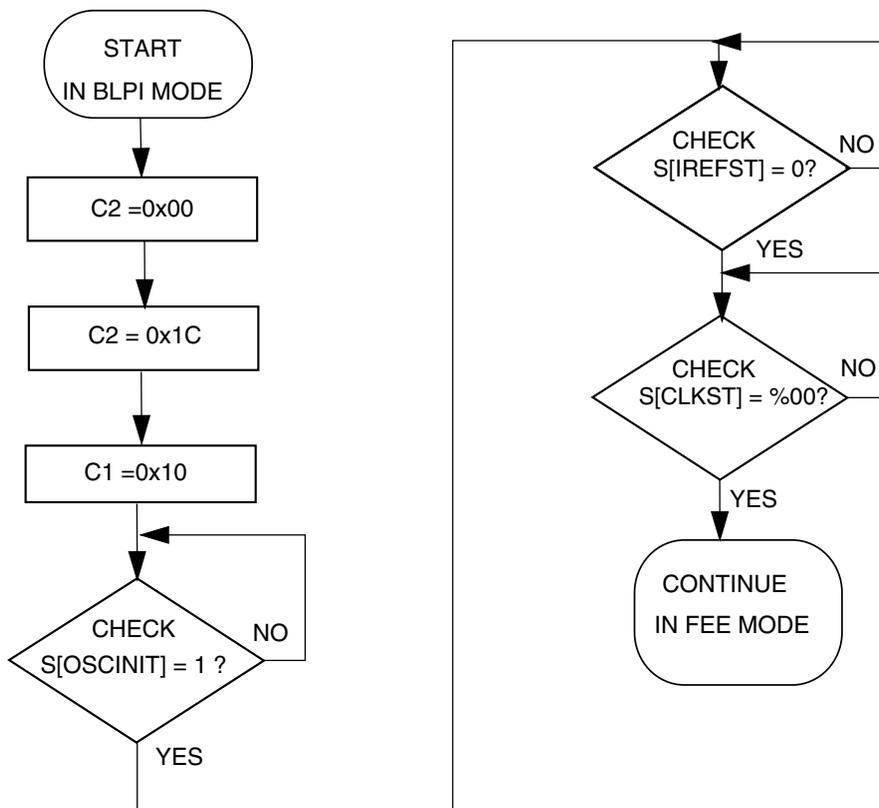 START
IN BLPI MODE
C2 =0x00
C2 = 0x1C
C1 =0x10
CHECK
S[OSCINIT] = 1 ?
NO
YES
CHECK
S[IREFST] = 0?
NO
YES
CHECK
S[CLKST] = %00?
NO
YES
CONTINUE
IN FEE MODE